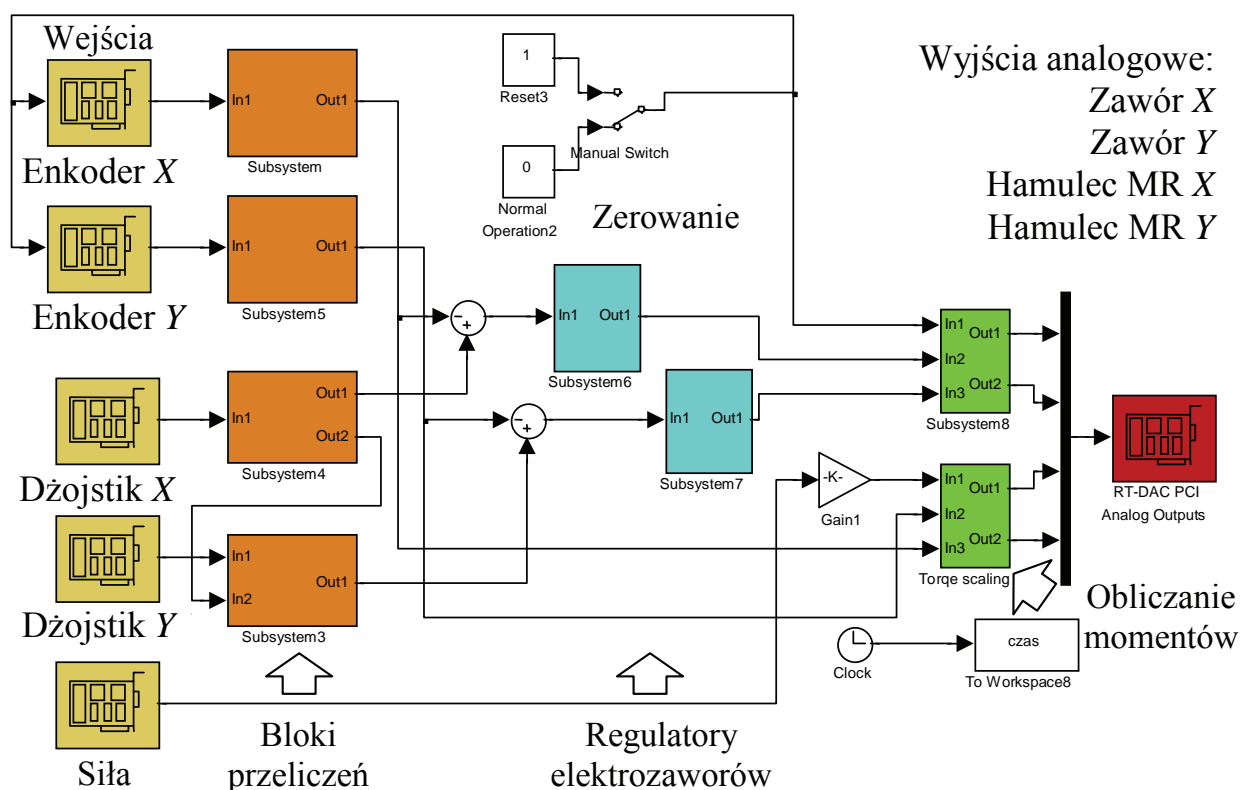 Wejścia
In1
Out1
Subsystem
Enkoder X
1
Reset3
Manual Switch
0
Normal
Operation2
Zerowanie
Wyjścia analogowe:
Zawór X
Zawór Y
Hamulec MR X
Hamulec MR Y
In1
Out1
Subsystem5
Enkoder Y
-
+
In1
Out1
Subsystem6
In1
Out1
In2
In3
Out2
Subsystem8
In1
Out1
Out2
Subsystem4
Dżojstik X
-
+
In1
Out1
Subsystem7
-K-
Gain1
In1
Out1
In2
In3
Out2
Torqe scaling
RT-DAC PCI
Analog Outputs
In1
Out1
In2
Subsystem3
Dżojstik Y
Obliczanie
momentów
Clock
czas
To Workspace8
Siła
Bloki
przeliczeń
Regulatory
elektrozaworów